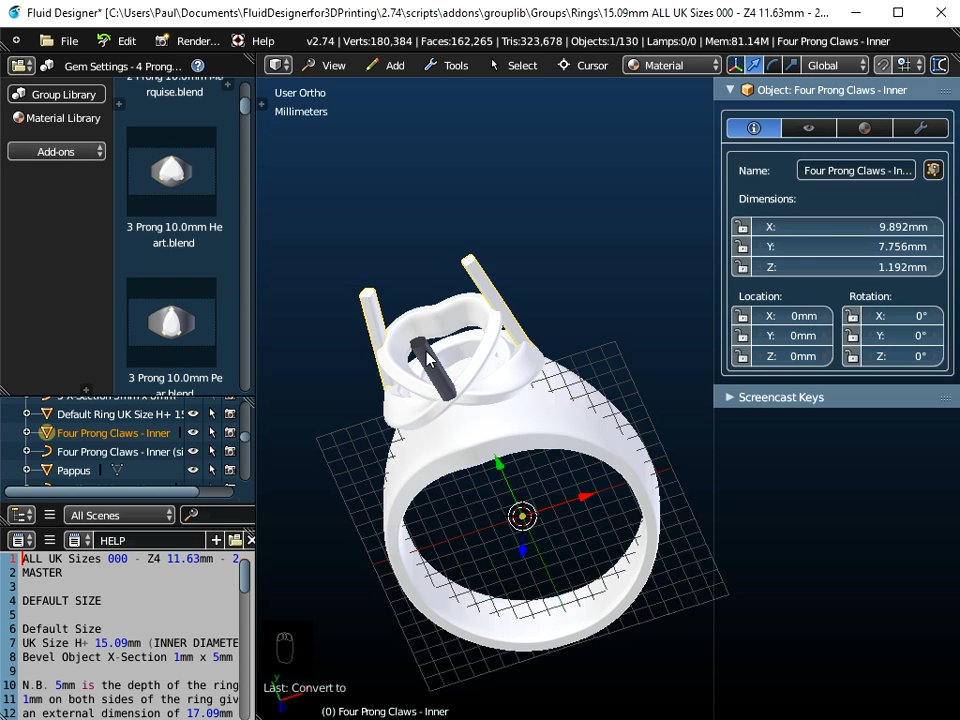 Fluid Designer* [C:\Users\Paul\Documents\FluidDesignerfor3DPrinting\2.74\scripts\addons\grouplib\Groups\Rings\15.09mm ALL UK Sizes 000 - Z4 11.63mm - 2...
File Edit Render... Help v2.74 | Verts:180,384 | Faces:162,265 | Tris:323,678 | Objects:1/130 | Lamps:0/0 | Mem:81.14M | Four Prong Claws - Inner
Gem Settings - 4 Prong... View Add Tools Select Cursor Material Global
Group Library
Material Library
Add-ons
rquise.blend
3 Prong 10.0mm He
art.blend
3 Prong 10.0mm Pe
ar.blend
User Ortho
Millimeters
Object: Four Prong Claws - Inner
Name: Four Prong Claws - In...
Dimensions:
X: 9.892mm
Y: 7.756mm
Z: 1.192mm
Location: Rotation:
X: 0mm X: 0°
Y: 0mm Y: 0°
Z: 0mm Z: 0°
Screencast Keys
Default Ring UK Size H+ 15
Four Prong Claws - Inner
Four Prong Claws - Inner (si
Pappus
All Scenes
HELP
1 ALL UK Sizes 000 - Z4 11.63mm - 2
2 MASTER
3
4 DEFAULT SIZE
5
6 Default Size
7 UK Size H+ 15.09mm (INNER DIAMETE
8 Bevel Object X-Section 1mm x 5mm
9
10 N.B. 5mm is the depth of the ring
11 1mm on both sides of the ring giv
12 an external dimension of 17.09mm
y
Last: Convert to
(0) Four Prong Claws - Inner